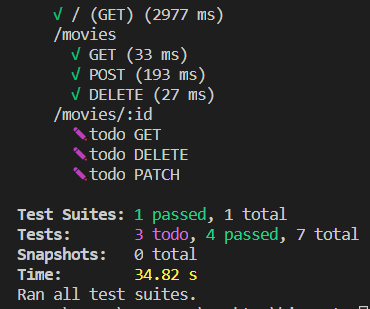 √ / (GET) (2977 ms)
/movies
√ GET (33 ms)
√ POST (193 ms)
√ DELETE (27 ms)
/movies/:id
✎ todo GET
✎ todo DELETE
✎ todo PATCH
Test Suites: 1 passed, 1 total
Tests: 3 todo, 4 passed, 7 total
Snapshots: 0 total
Time: 34.82 s
Ran all test suites.